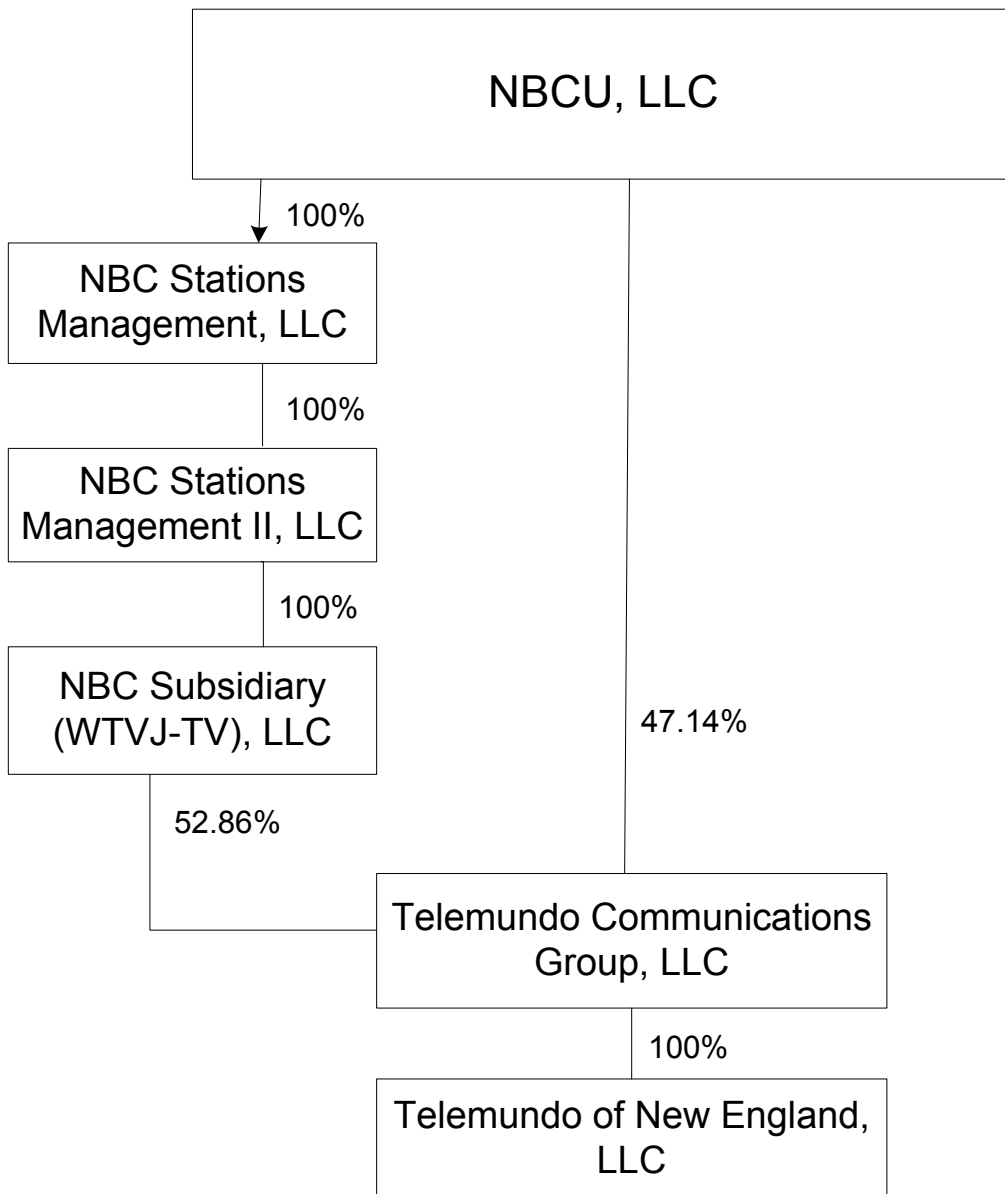 NBCU, LLC
100%
NBC Stations
Management, LLC
100%
NBC Stations
Management II, LLC
100%
NBC Subsidiary
(WTVJ-TV), LLC
47.14%
52.86%
Telemundo Communications
Group, LLC
100%
Telemundo of New England,
LLC